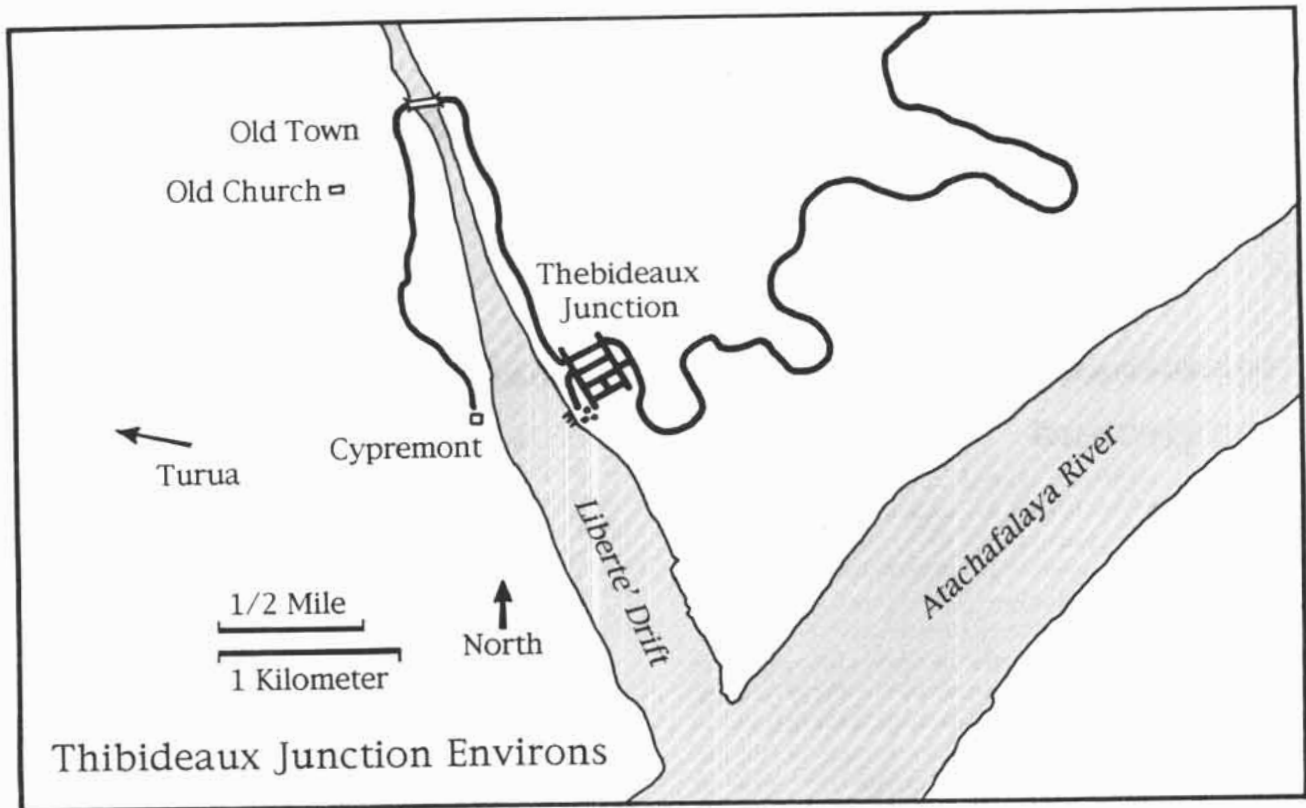 Old Town
Old Church
Thebideaux
Junction
Cypremont
Turua
Liberte' Drift
Atachafalaya River
1/2 Mile
North
1 Kilometer
Thibideaux Junction Environs